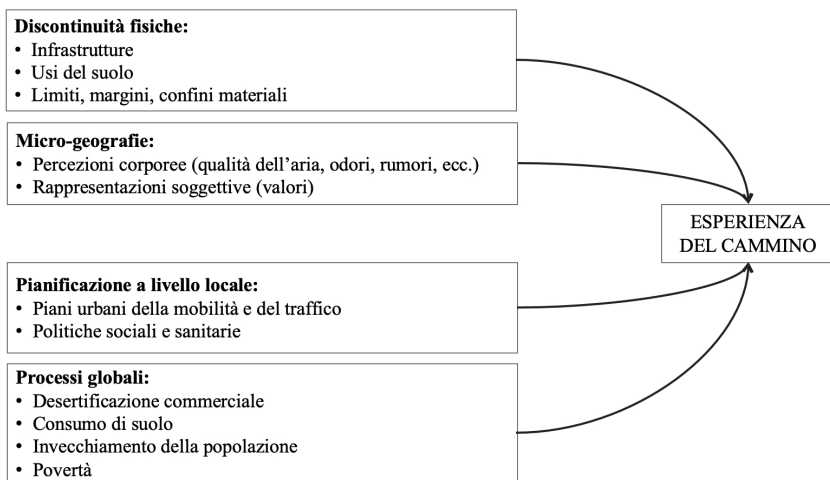 Discontinuità fisiche:
• Infrastrutture
• Usi del suolo
• Limiti, margini, confini materiali
Micro-geografie:
• Percezioni corporee (qualità dell’aria, odori, rumori, ecc.)
• Rappresentazioni soggettive (valori)
ESPERIENZA
DEL CAMMINO
Pianificazione a livello locale:
• Piani urbani della mobilità e del traffico
• Politiche sociali e sanitarie
Processi globali:
• Desertificazione commerciale
• Consumo di suolo
• Invecchiamento della popolazione
• Povertà